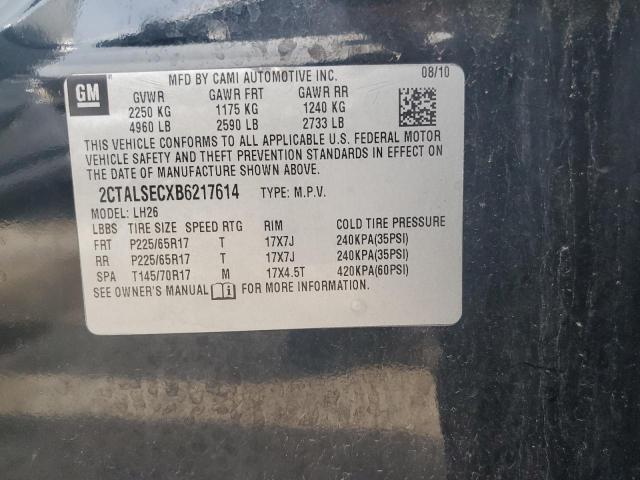 GM
MFD BY CAMI AUTOMOTIVE INC. 08/10
GVWR GAWR FRT GAWR RR
2250 KG 1175 KG 1240 KG
4960 LB 2590 LB 2733 LB
THIS VEHICLE CONFORMS TO ALL APPLICABLE U.S. FEDERAL MOTOR
VEHICLE SAFETY AND THEFT PREVENTION STANDARDS IN EFFECT ON
THE DATE OF MANUFACTURE SHOWN ABOVE.
2CTALSECXB6217614 TYPE: M.P.V.
MODEL: LH26
LBBS TIRE SIZE SPEED RTG RIM COLD TIRE PRESSURE
FRT P225/65R17 T 17X7J 240KPA(35PSI)
RR P225/65R17 T 17X7J 240KPA(35PSI)
SPA T145/70R17 M 17X4.5T 420KPA(60PSI)
SEE OWNER'S MANUAL i FOR MORE INFORMATION.